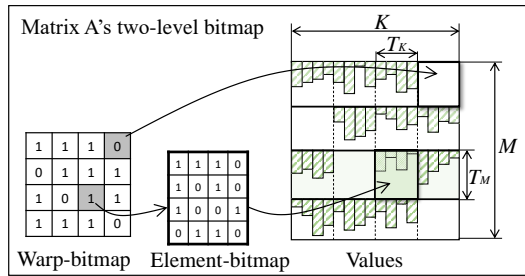 Matrix A's two-level bitmap
K
T_K
M
T_M
1 1 1 0
0 1 1 1
1 0 1 1
1 1 1 0
1 1 1 0
1 0 1 0
1 0 0 1
0 1 1 0
Warp-bitmap
Element-bitmap
Values